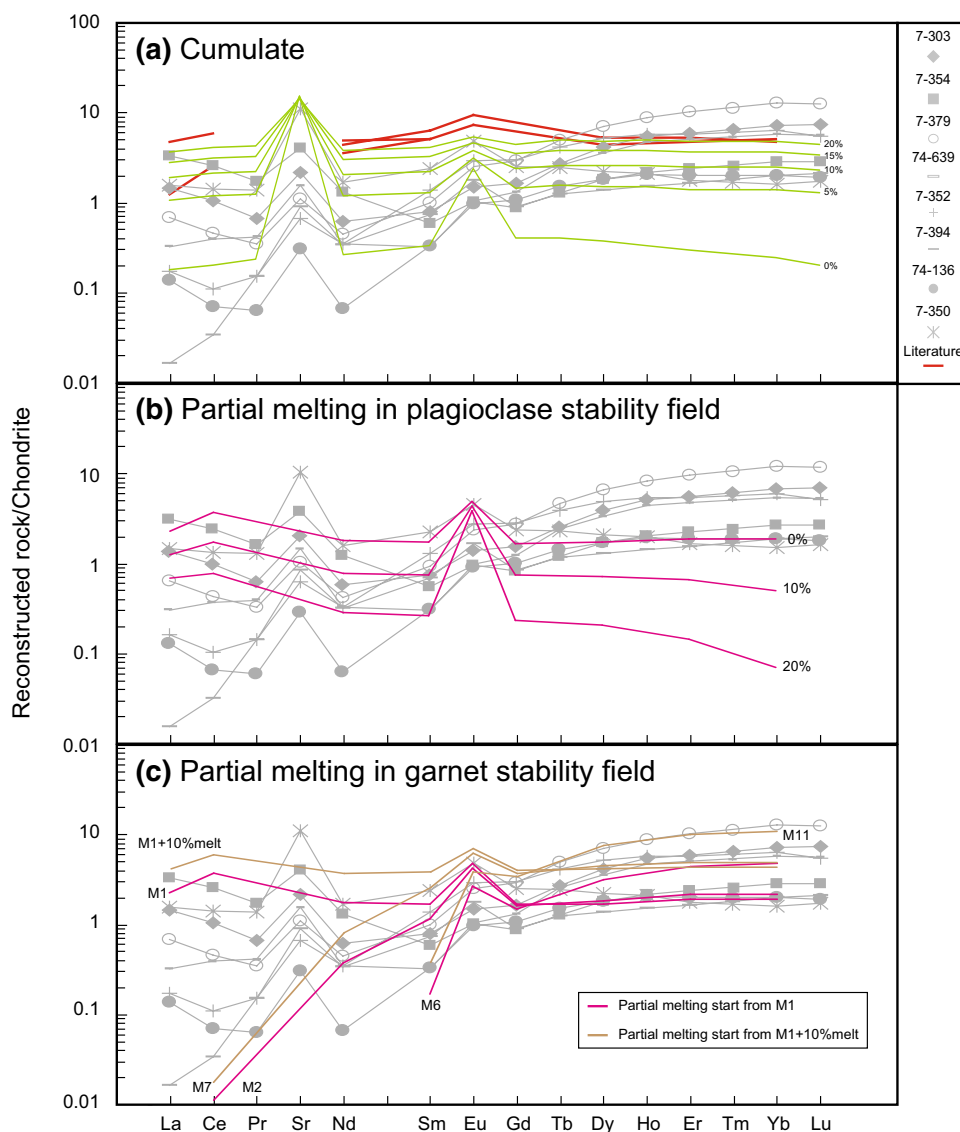 Reconstructed rock/Chondrite
(a) Cumulate
100
10
1
0.1
0.01
20%
15%
10%
5%
0%
7-303
7-354
7-379
74-639
7-352
7-394
74-136
7-350
Literature
(b) Partial melting in plagioclase stability field
10
1
0.1
0.01
0%
10%
20%
(c) Partial melting in garnet stability field
10
1
0.1
0.01
M1+10%melt
M1
M11
M6
M7
M2
Partial melting start from M1
Partial melting start from M1+10%melt
La Ce Pr Sr Nd Sm Eu Gd Tb Dy Ho Er Tm Yb Lu